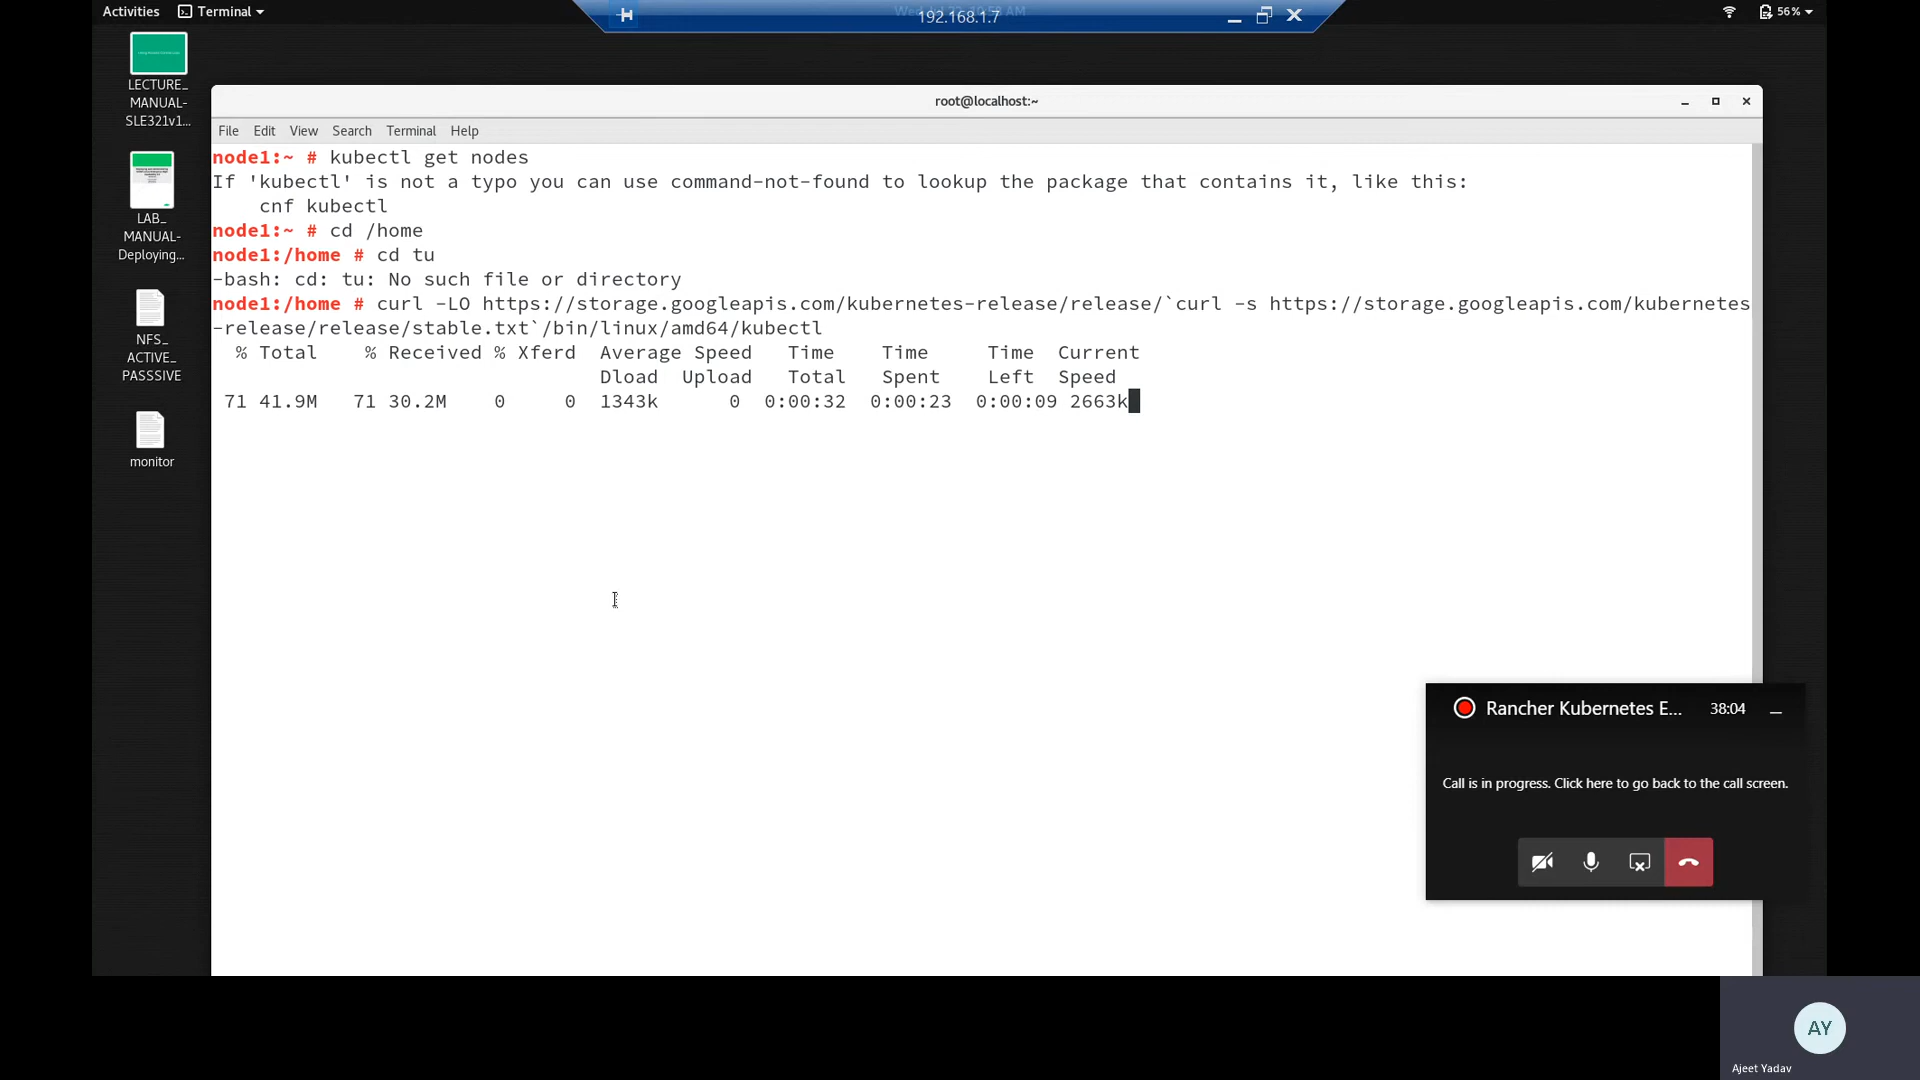 Activities
Terminal
192.168.1.7
56%
LECTURE_
MANUAL-
SLE321v1...
LAB_
MANUAL-
Deploying...
NFS_
ACTIVE_
PASSSIVE
monitor
root@localhost:~
File Edit View Search Terminal Help
node1:~ # kubectl get nodes
If 'kubectl' is not a typo you can use command-not-found to lookup the package that contains it, like this:
    cnf kubectl
node1:~ # cd /home
node1:/home # cd tu
-bash: cd: tu: No such file or directory
node1:/home # curl -LO https://storage.googleapis.com/kubernetes-release/release/`curl -s https://storage.googleapis.com/kubernetes
-release/release/stable.txt`/bin/linux/amd64/kubectl
  % Total    % Received % Xferd  Average Speed   Time    Time     Time  Current
                                 Dload  Upload   Total   Spent    Left  Speed
 71 41.9M   71 30.2M    0     0  1343k      0  0:00:32  0:00:23  0:00:09 2663k
Rancher Kubernetes E... 38:04
Call is in progress. Click here to go back to the call screen.
AY
Ajeet Yadav